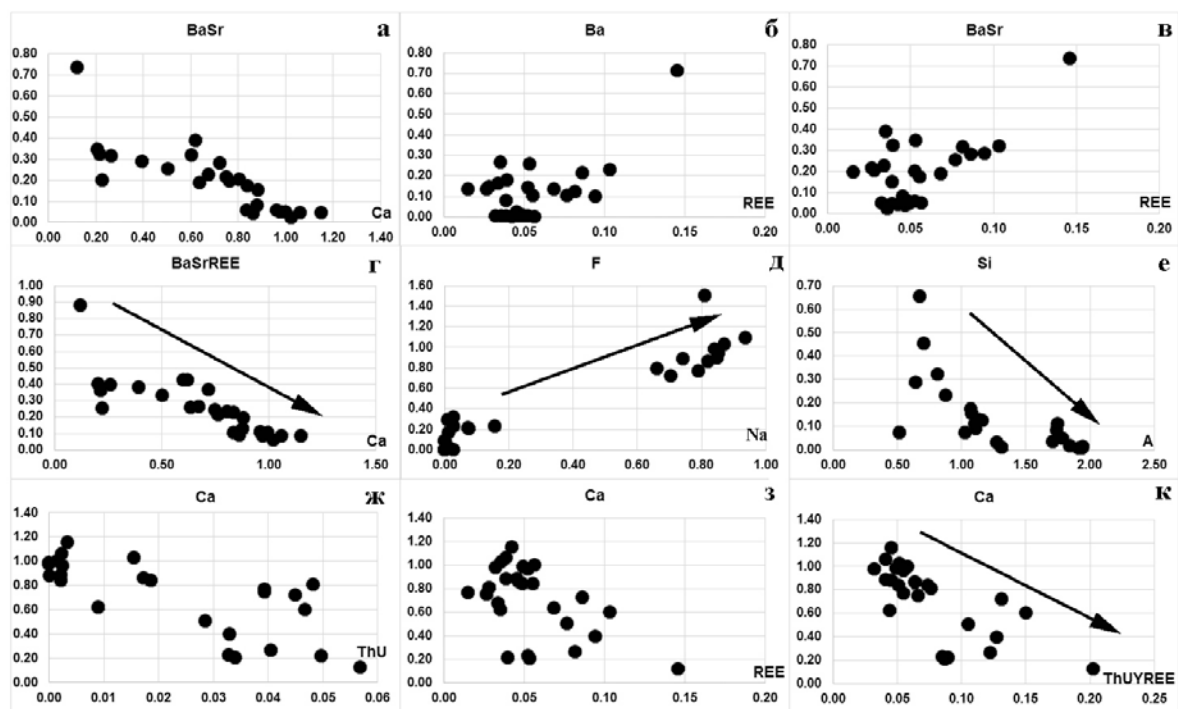 BaSr а
0.80
0.70
0.60
0.50
0.40
0.30
0.20
0.10
0.00
Ca
0.00 0.20 0.40 0.60 0.80 1.00 1.20 1.40
Ba б
0.80
0.70
0.60
0.50
0.40
0.30
0.20
0.10
0.00
REE
0.00 0.05 0.10 0.15 0.20
BaSr в
0.80
0.70
0.60
0.50
0.40
0.30
0.20
0.10
0.00
REE
0.00 0.05 0.10 0.15 0.20
BaSrREE г
1.00
0.90
0.80
0.70
0.60
0.50
0.40
0.30
0.20
0.10
0.00
Ca
0.00 0.50 1.00 1.50
F д
1.60
1.40
1.20
1.00
0.80
0.60
0.40
0.20
0.00
Na
0.00 0.20 0.40 0.60 0.80 1.00
Si е
0.70
0.60
0.50
0.40
0.30
0.20
0.10
0.00
A
0.00 0.50 1.00 1.50 2.00 2.50
Ca ж
1.40
1.20
1.00
0.80
0.60
0.40
0.20
0.00
ThU
0.00 0.01 0.02 0.03 0.04 0.05 0.06
Ca з
1.40
1.20
1.00
0.80
0.60
0.40
0.20
0.00
REE
0.00 0.05 0.10 0.15 0.20
Ca к
1.40
1.20
1.00
0.80
0.60
0.40
0.20
0.00
ThUYREE
0.00 0.05 0.10 0.15 0.20 0.25